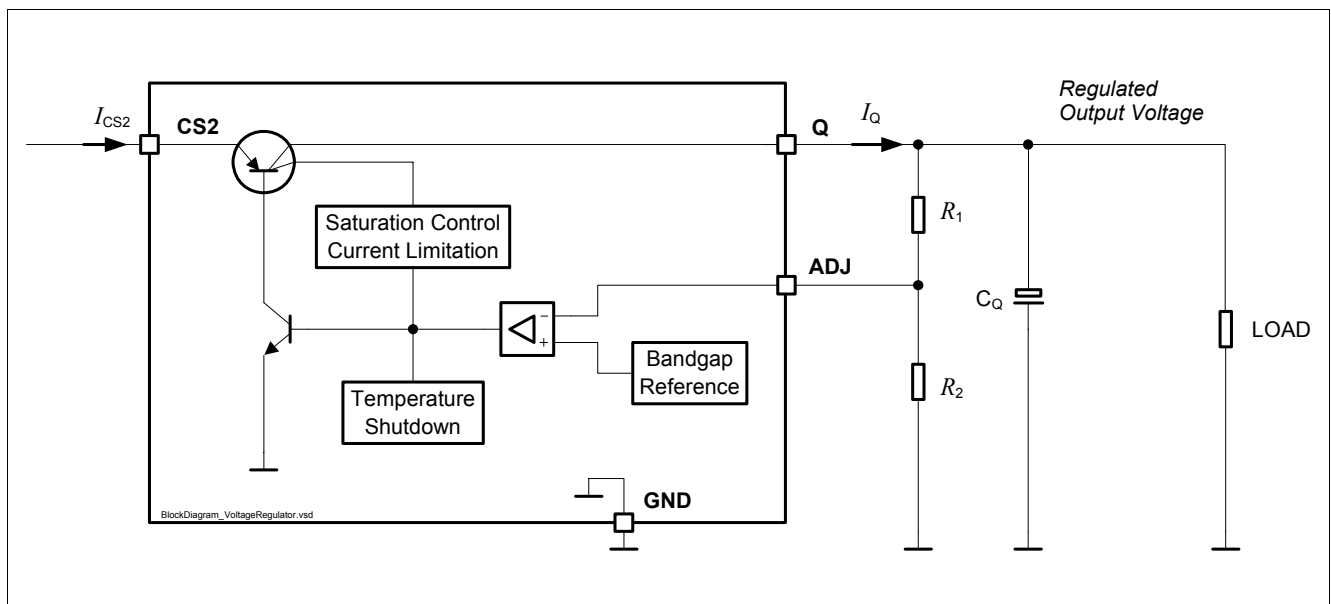 Regulated
Output Voltage
I_CS2
CS2
Q
I_Q
Saturation Control
Current Limitation
R_1
ADJ
C_Q
-
+
LOAD
Bandgap
Reference
R_2
Temperature
Shutdown
GND
BlockDiagram_VoltageRegulator.vsd